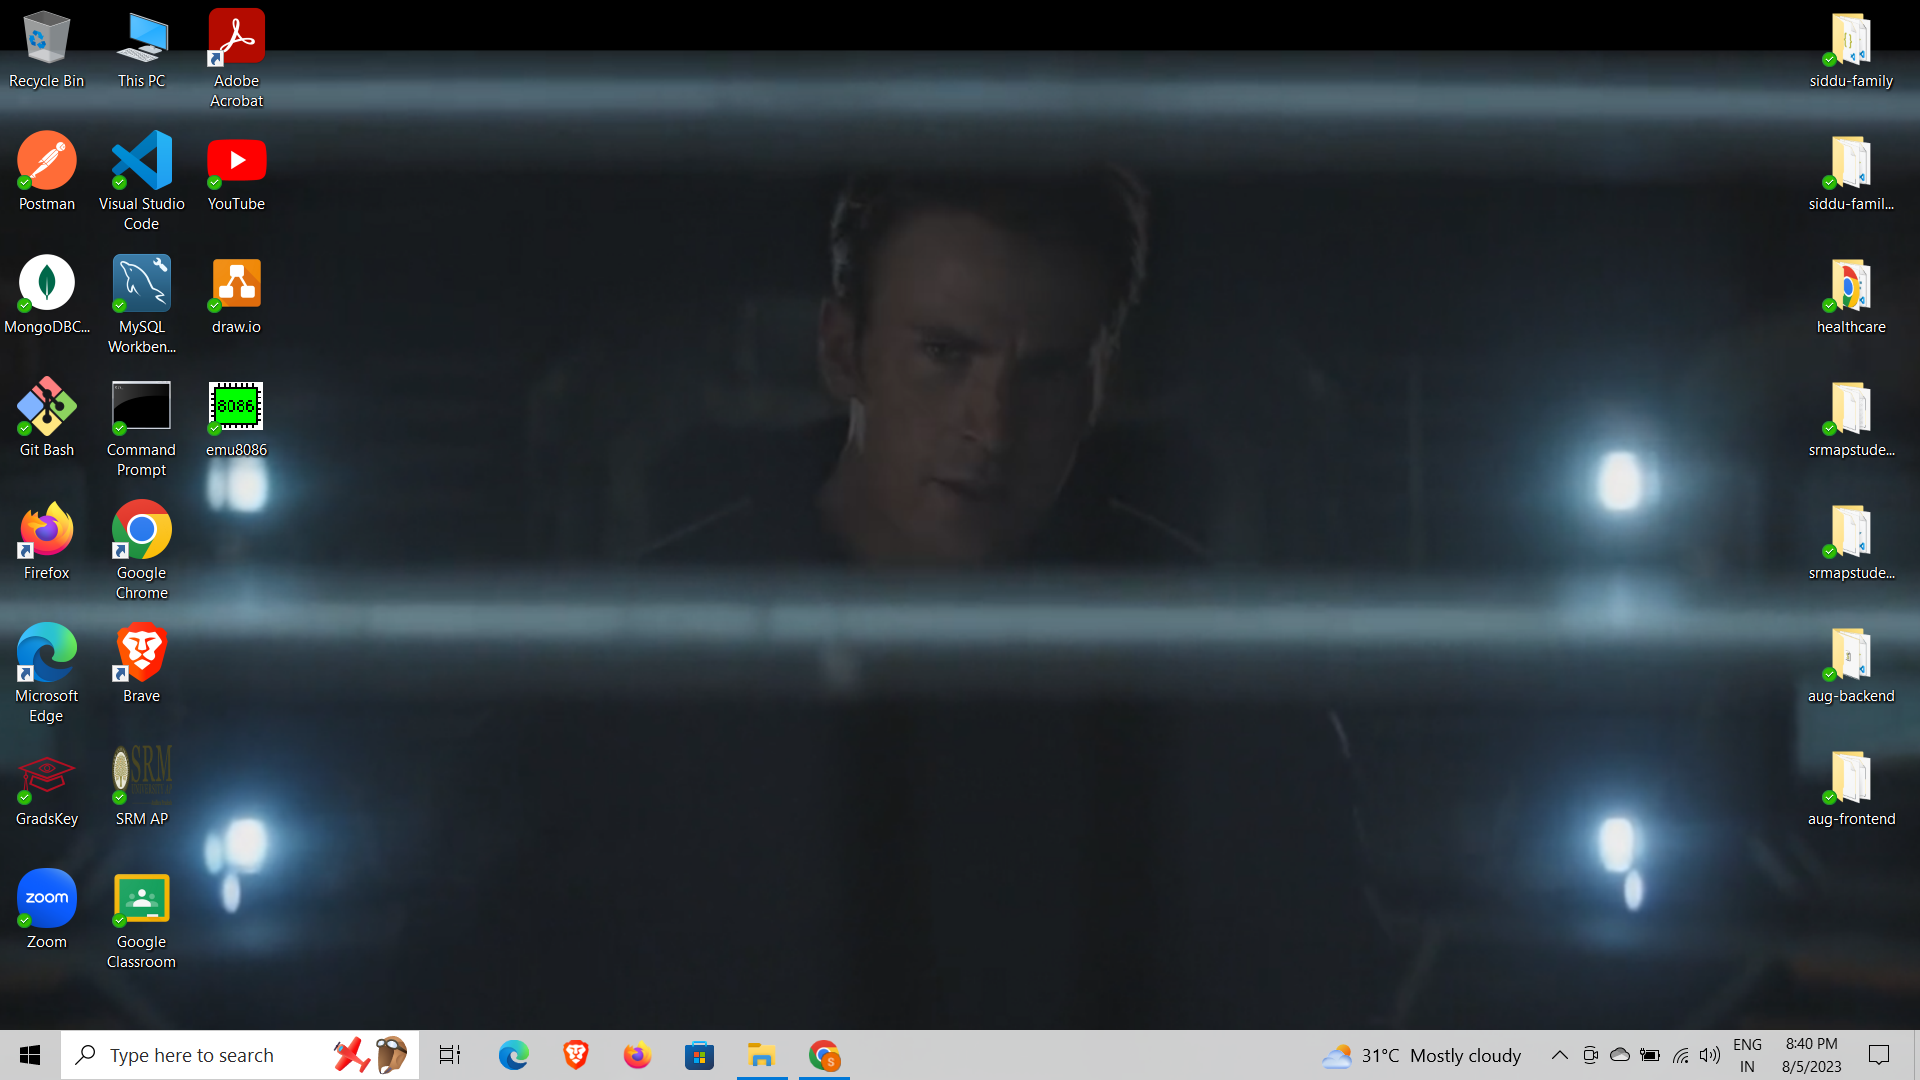 Recycle Bin
This PC
Adobe
Acrobat
Postman
Visual Studio
Code
YouTube
MongoDBC...
MySQL
Workben...
draw.io
8086
Git Bash
Command
Prompt
emu8086
Firefox
Google
Chrome
Microsoft
Edge
Brave
SRM
GradsKey
SRM AP
zoom
Zoom
Google
Classroom
siddu-family
siddu-famil...
healthcare
srmapstude...
srmapstude...
aug-backend
aug-frontend
Type here to search
S
31°C Mostly cloudy
ENG
IN
8:40 PM
8/5/2023